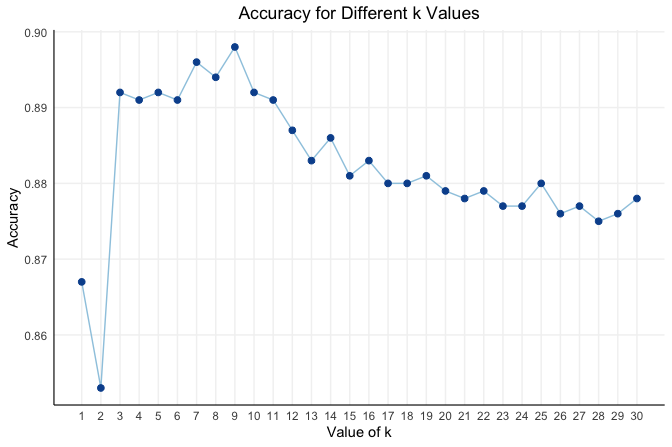 Accuracy for Different k Values
0.90
0.89
0.88
0.87
0.86
Accuracy
1 2 3 4 5 6 7 8 9 10 11 12 13 14 15 16 17 18 19 20 21 22 23 24 25 26 27 28 29 30
Value of k